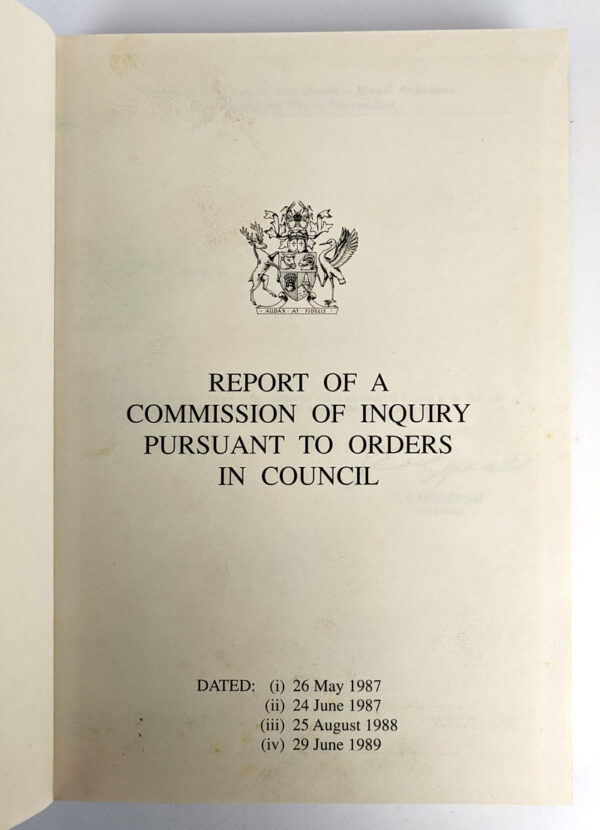 AUDAX AT FIDELIS
REPORT OF A
COMMISSION OF INQUIRY
PURSUANT TO ORDERS
IN COUNCIL
DATED: (i) 26 May 1987
(ii) 24 June 1987
(iii) 25 August 1988
(iv) 29 June 1989